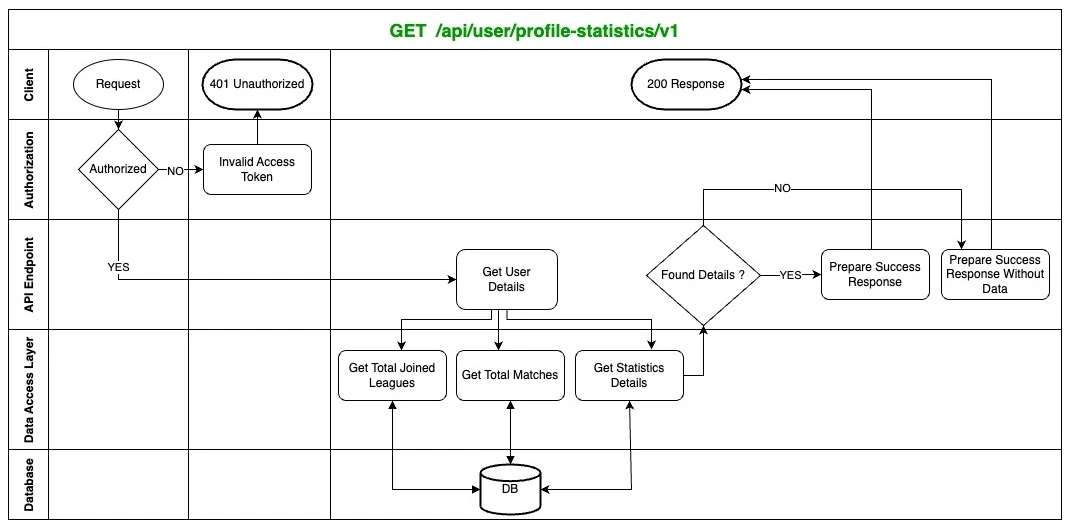 GET /api/user/profile-statistics/v1
Client
Request
401 Unauthorized
200 Response
Authorization
Authorized
NO
Invalid Access
Token
NO
API Endpoint
YES
Get User
Details
Found Details ?
YES
Prepare Success
Response
Prepare Success
Response Without
Data
Data Access Layer
Get Total Joined
Leagues
Get Total Matches
Get Statistics
Details
Database
DB